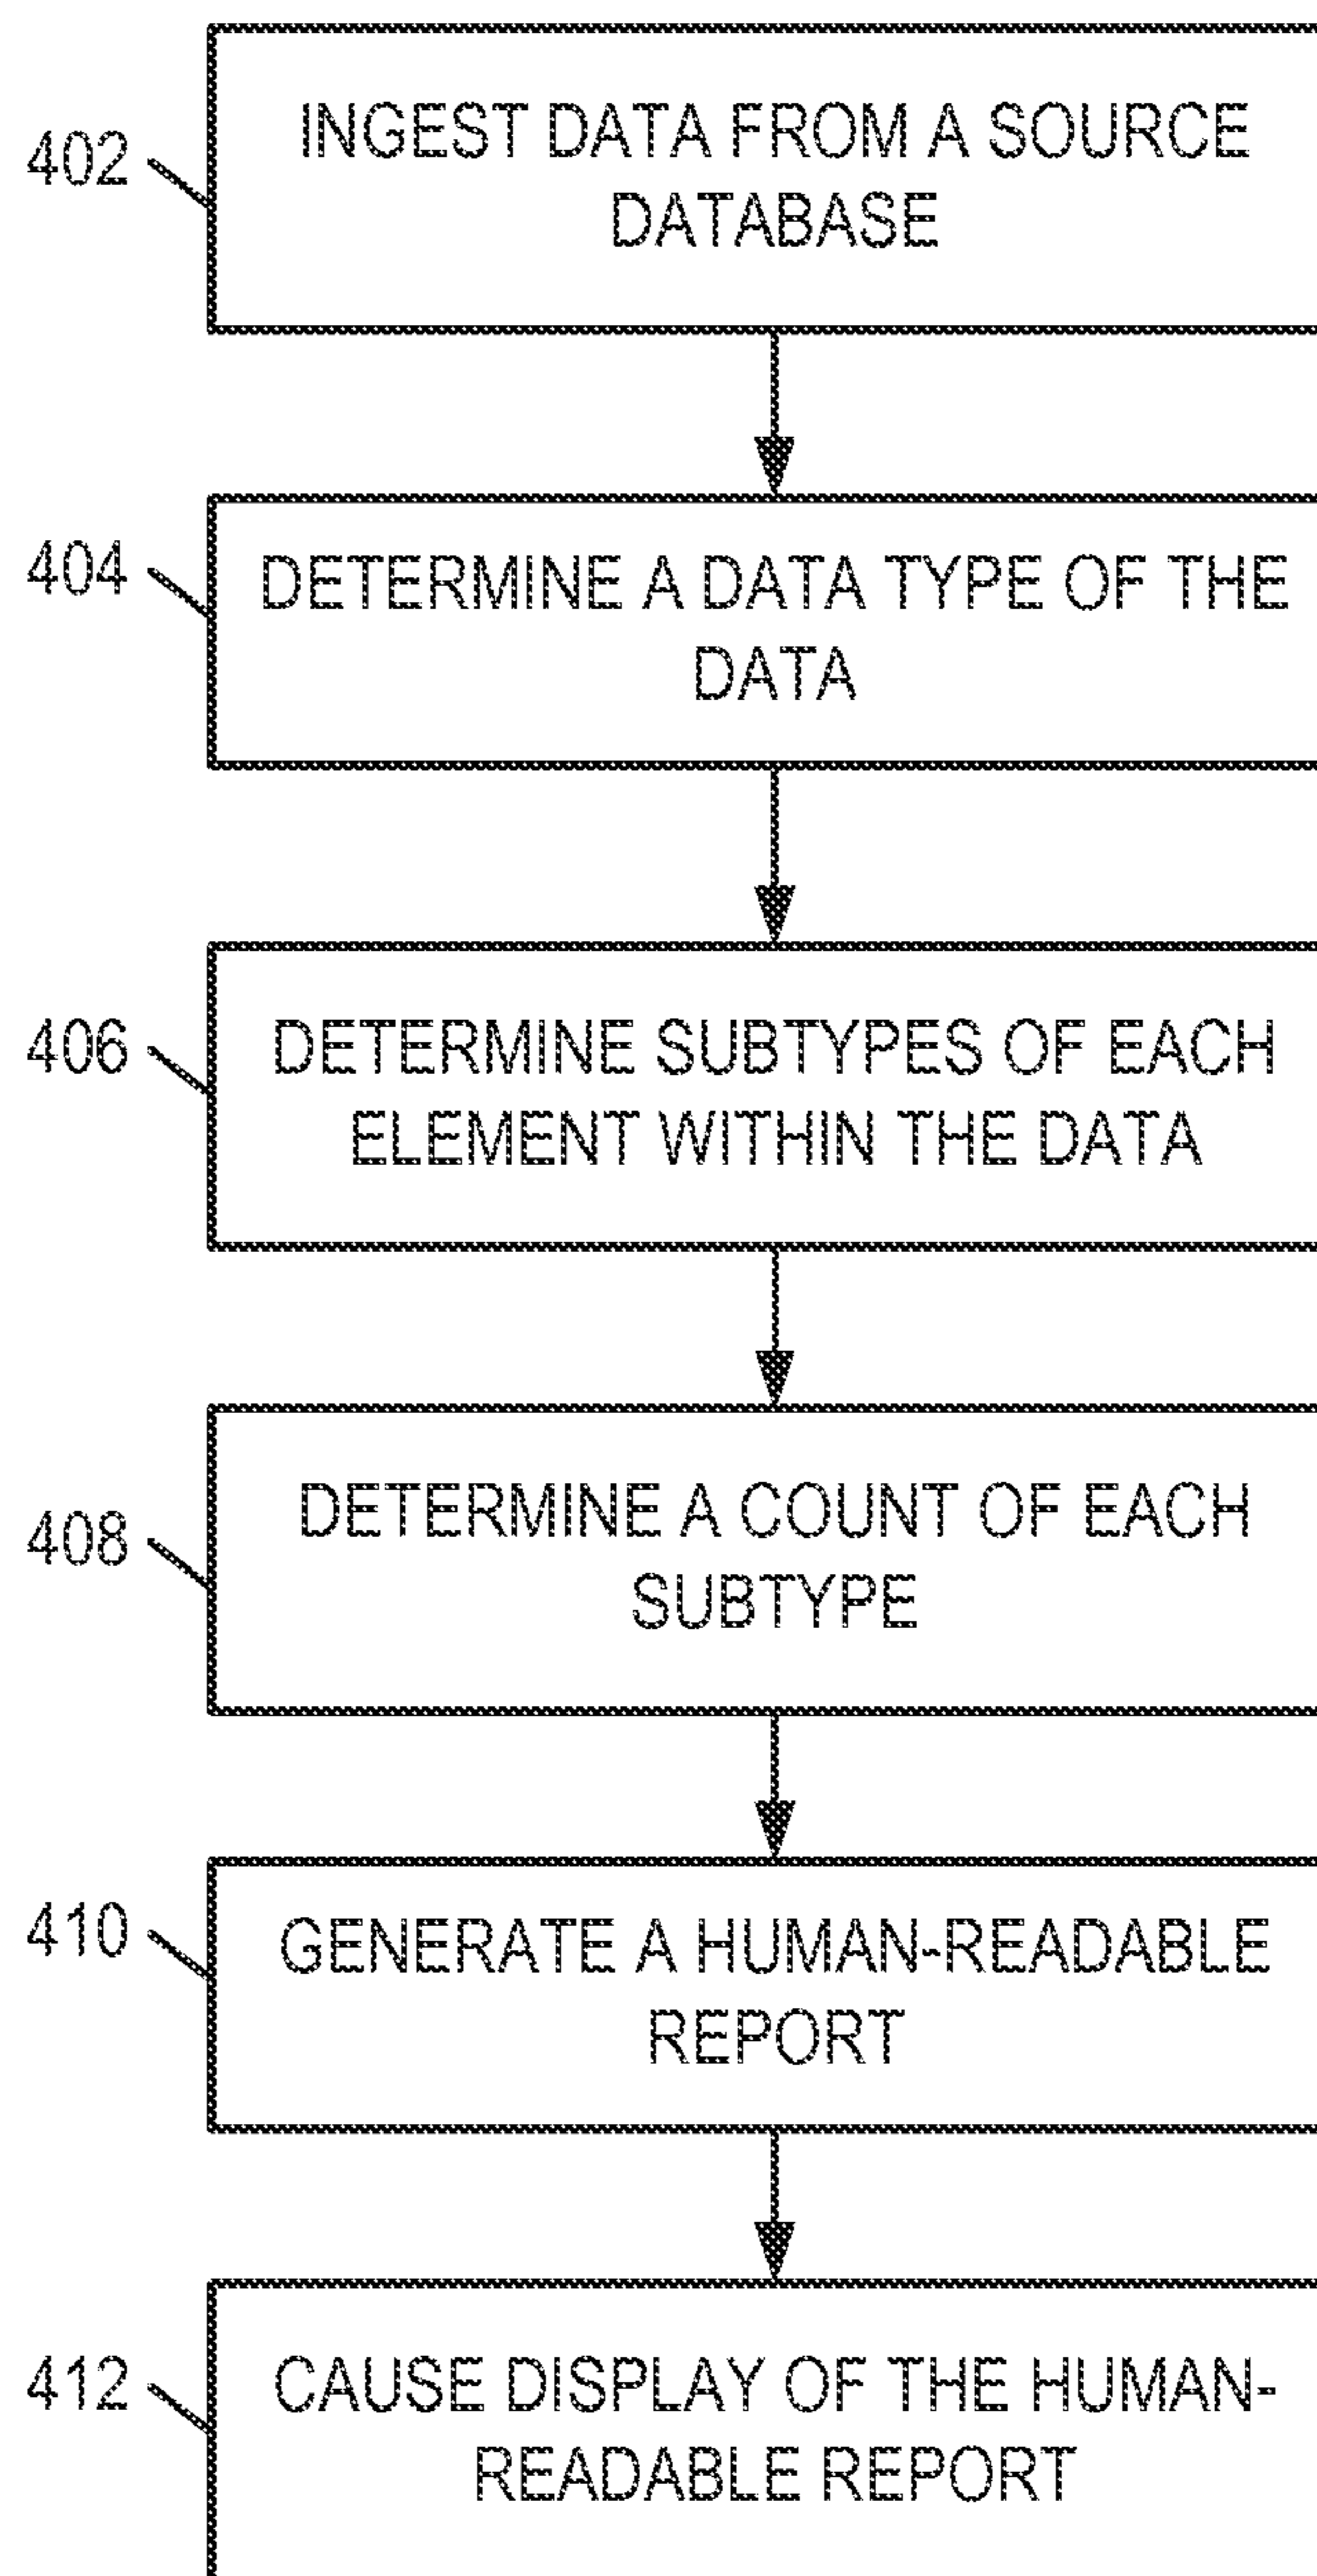 402
INGEST DATA FROM A SOURCE
DATABASE
404
DETERMINE A DATA TYPE OF THE
DATA
406
DETERMINE SUBTYPES OF EACH
ELEMENT WITHIN THE DATA
408
DETERMINE A COUNT OF EACH
SUBTYPE
410
GENERATE A HUMAN-READABLE
REPORT
412
CAUSE DISPLAY OF THE HUMAN-
READABLE REPORT